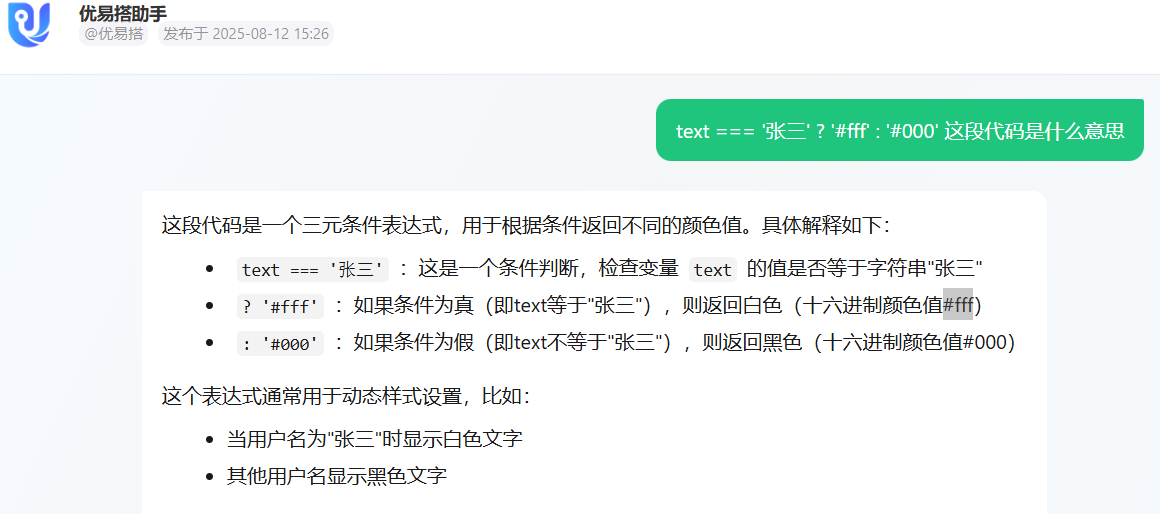 优易搭助手
@优易搭 发布于 2025-08-12 15:26
text === '张三' ? '#fff' : '#000' 这段代码是什么意思
这段代码是一个三元条件表达式，用于根据条件返回不同的颜色值。具体解释如下：
• text === '张三' ：这是一个条件判断，检查变量 text 的值是否等于字符串"张三"
• ? '#fff' ：如果条件为真（即text等于"张三"），则返回白色（十六进制颜色值#fff）
• : '#000' ：如果条件为假（即text不等于"张三"），则返回黑色（十六进制颜色值#000）
这个表达式通常用于动态样式设置，比如：
• 当用户名为"张三"时显示白色文字
• 其他用户名显示黑色文字